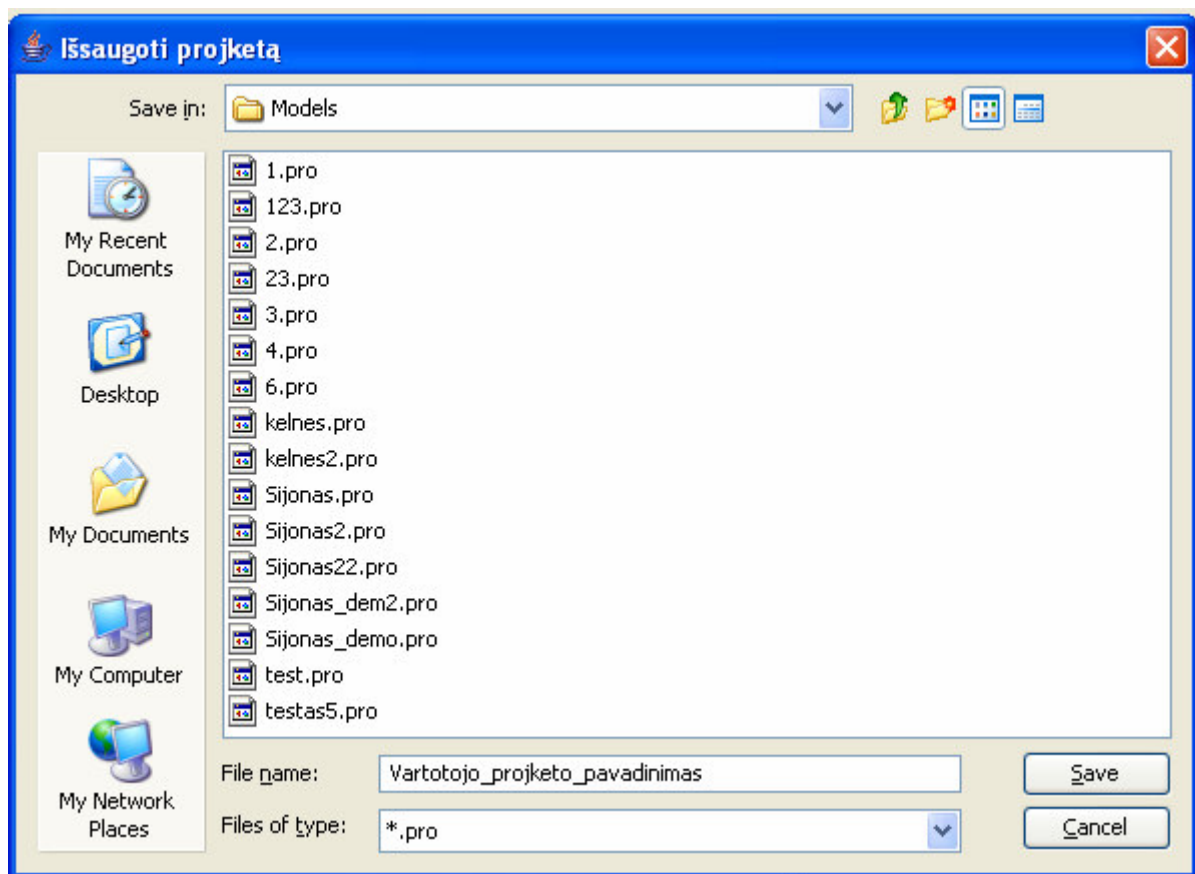 Išsaugoti projketą
Save in:
Models
1.pro
123.pro
2.pro
23.pro
3.pro
4.pro
6.pro
kelnes.pro
kelnes2.pro
Sijonas.pro
Sijonas2.pro
Sijonas22.pro
Sijonas_dem2.pro
Sijonas_demo.pro
test.pro
testas5.pro
My Recent
Documents
Desktop
My Documents
My Computer
My Network
Places
File name:
Vartotojo_projketo_pavadinimas
Save
Files of type:
*.pro
Cancel